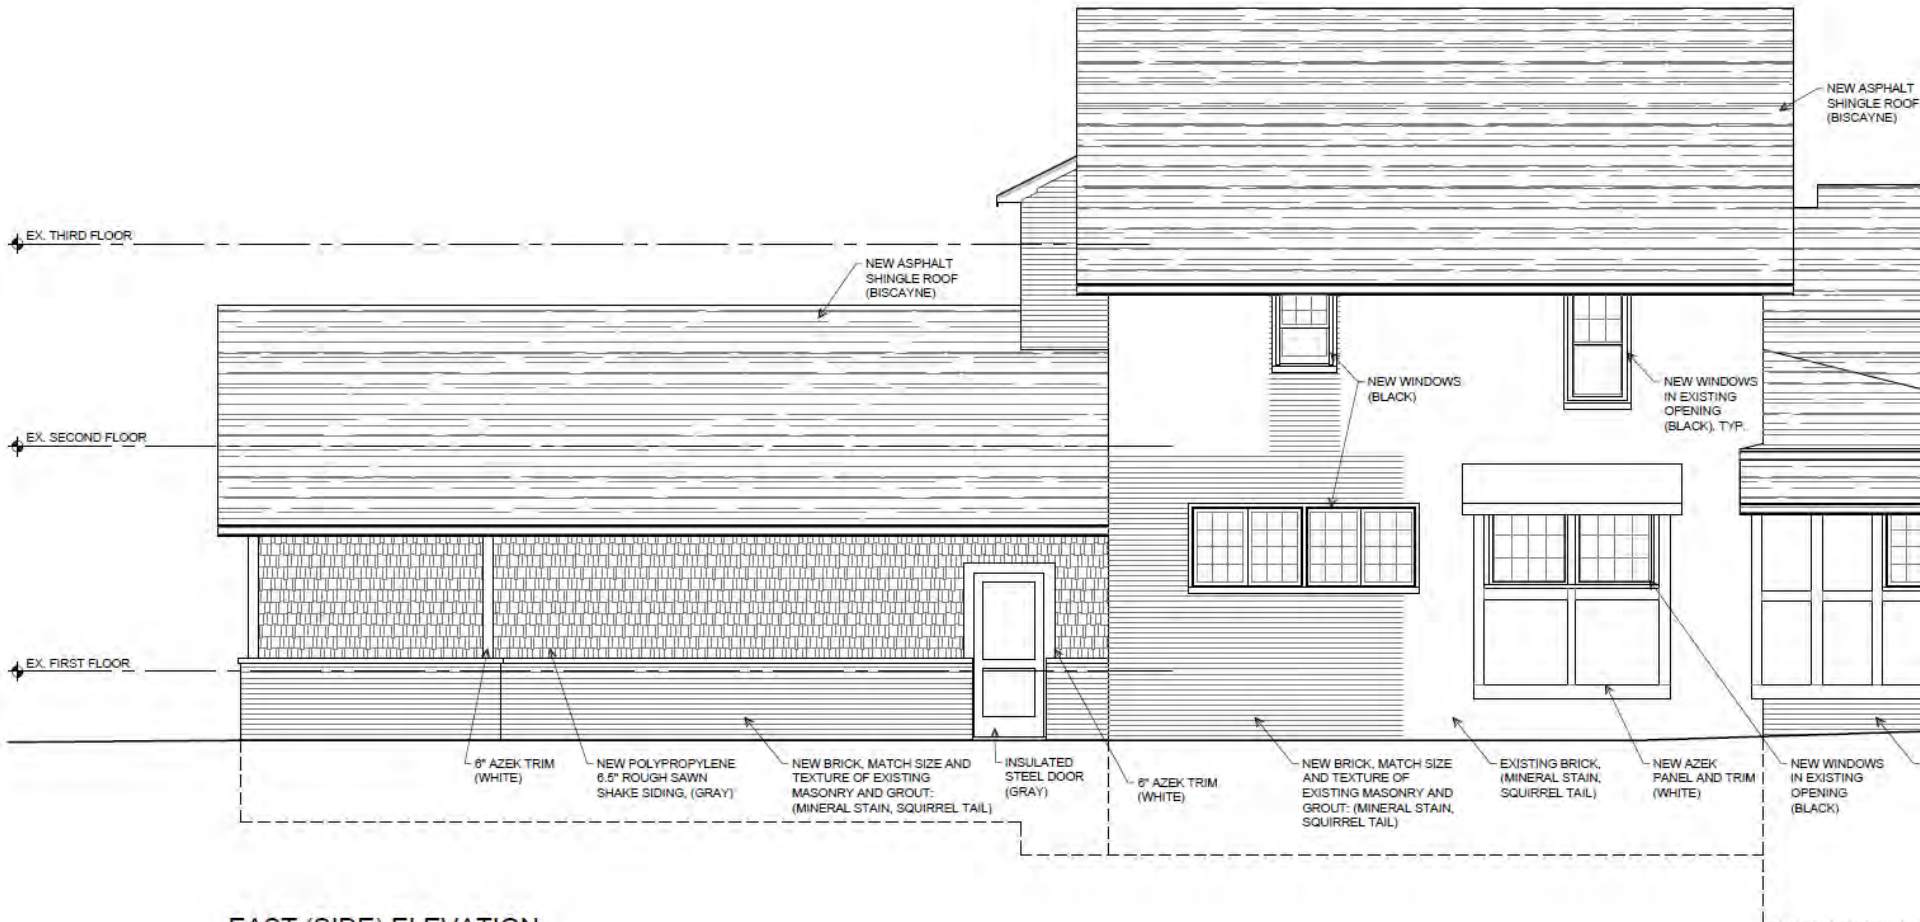 NEW ASPHALT
SHINGLE ROOF
(BISCAYNE)
EX. THIRD FLOOR
NEW ASPHALT
SHINGLE ROOF
(BISCAYNE)
NEW WINDOWS
(BLACK)
NEW WINDOWS
IN EXISTING
OPENING
(BLACK), TYP.
EX. SECOND FLOOR
EX. FIRST FLOOR
6" AZEK TRIM
(WHITE)
NEW POLYPROPYLENE
6.5" ROUGH SAWN
SHAKE SIDING, (GRAY)
NEW BRICK, MATCH SIZE AND
TEXTURE OF EXISTING
MASONRY AND GROUT:
(MINERAL STAIN, SQUIRREL TAIL)
INSULATED
STEEL DOOR
(GRAY)
6" AZEK TRIM
(WHITE)
NEW BRICK, MATCH SIZE
AND TEXTURE OF
EXISTING MASONRY AND
GROUT: (MINERAL STAIN,
SQUIRREL TAIL)
EXISTING BRICK,
(MINERAL STAIN,
SQUIRREL TAIL)
NEW AZEK
PANEL AND TRIM
(WHITE)
NEW WINDOWS
IN EXISTING
OPENING
(BLACK)
EAST (SIDE) ELEVATION